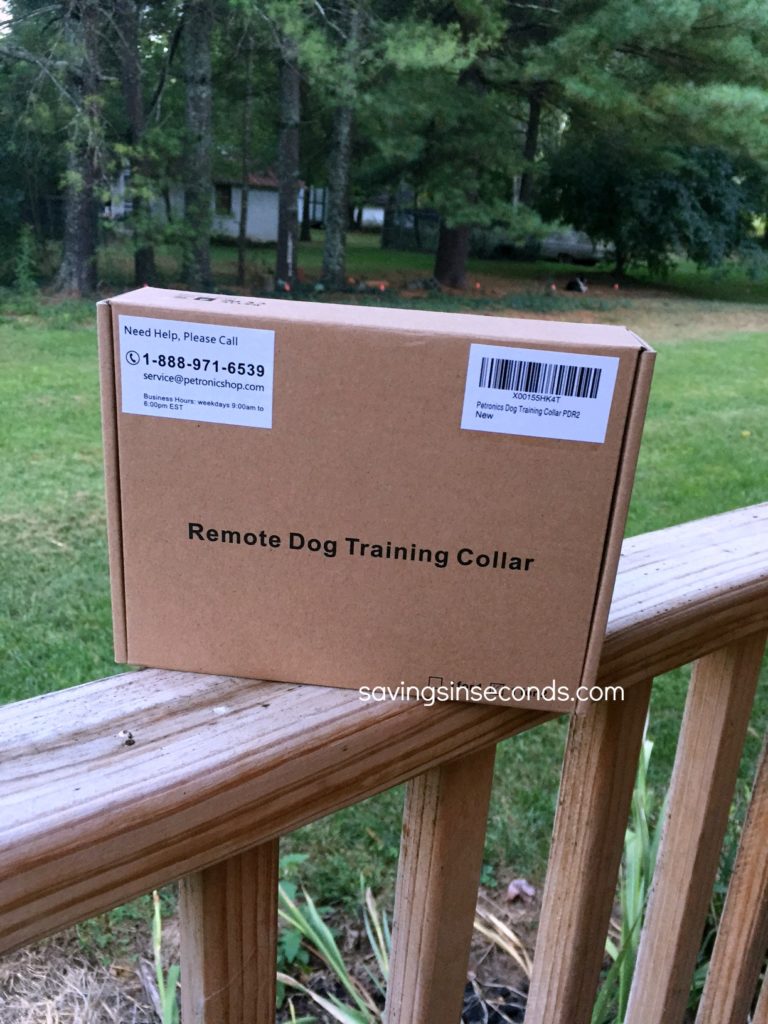 Need Help, Please Call
1-888-971-6539
service@petronicshop.com
Business Hours: weekdays 9:00am to
6:00pm EST
X00155HK4T
Petronics Dog Training Collar PDR2
New
Remote Dog Training Collar
savingsinseconds.com